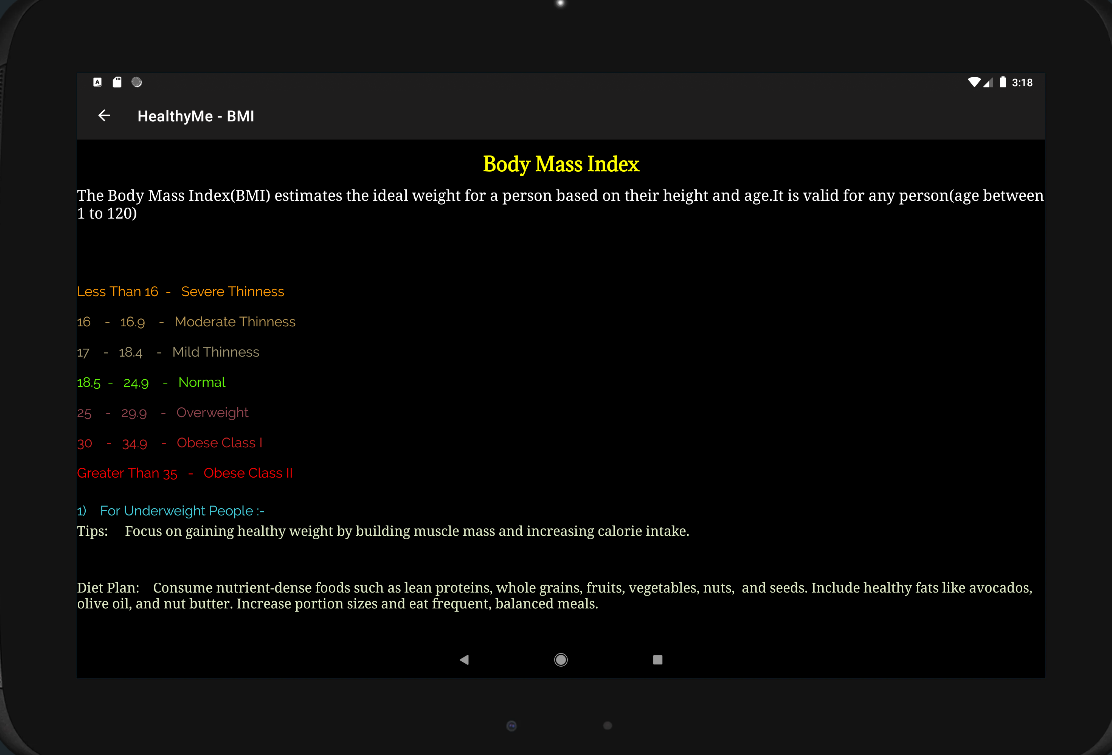 3:18
HealthyMe - BMI
Body Mass Index
The Body Mass Index(BMI) estimates the ideal weight for a person based on their height and age.It is valid for any person(age between
1 to 120)
Less Than 16 - Severe Thinness
16 - 16.9 - Moderate Thinness
17 - 18.4 - Mild Thinness
18.5 - 24.9 - Normal
25 - 29.9 - Overweight
30 - 34.9 - Obese Class I
Greater Than 35 - Obese Class II
1) For Underweight People :-
Tips: Focus on gaining healthy weight by building muscle mass and increasing calorie intake.
Diet Plan: Consume nutrient-dense foods such as lean proteins, whole grains, fruits, vegetables, nuts, and seeds. Include healthy fats like avocados,
olive oil, and nut butter. Increase portion sizes and eat frequent, balanced meals.